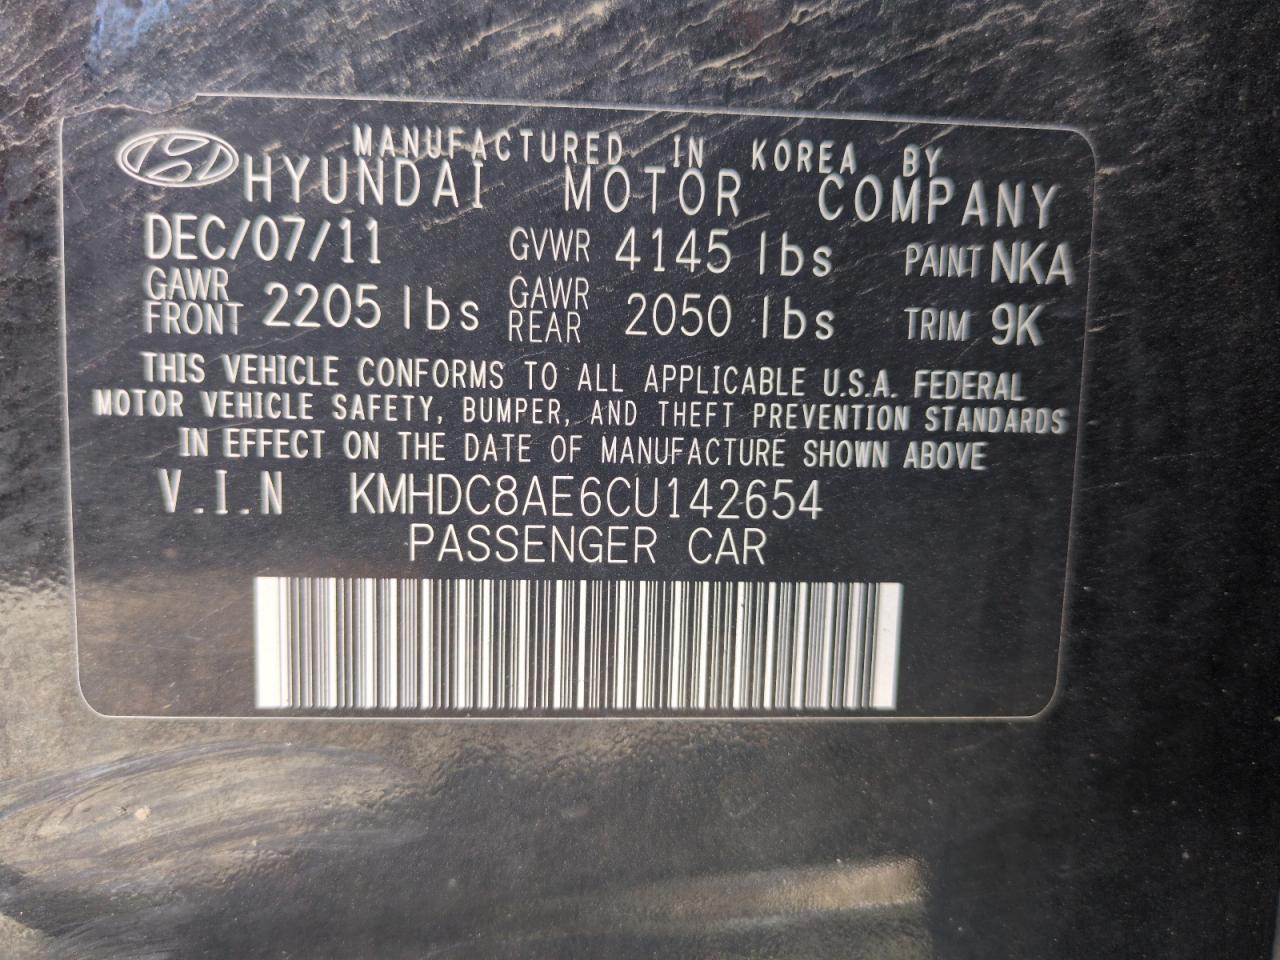 MANUFACTURED IN KOREA BY
HYUNDAI MOTOR COMPANY
DEC/07/11 GVWR 4145 lbs PAINT NKA
GAWR FRONT 2205 lbs GAWR REAR 2050 lbs TRIM 9K
THIS VEHICLE CONFORMS TO ALL APPLICABLE U.S.A. FEDERAL
MOTOR VEHICLE SAFETY, BUMPER, AND THEFT PREVENTION STANDARDS
IN EFFECT ON THE DATE OF MANUFACTURE SHOWN ABOVE
V.I.N KMHDC8AE6CU142654
PASSENGER CAR